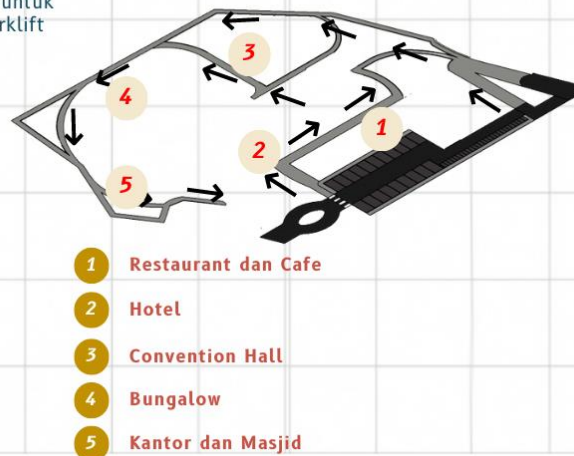 untuk
rklift
3
4
1
2
5
1 Restaurant dan Cafe
2 Hotel
3 Convention Hall
4 Bungalow
5 Kantor dan Masjid